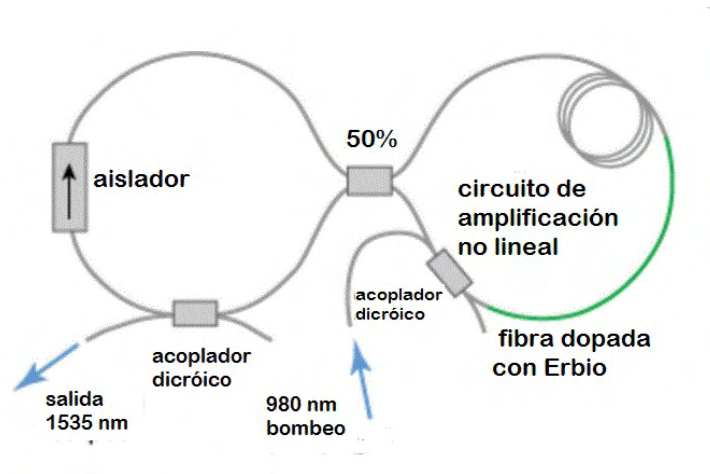 50%
aislador
circuito de
amplificación
no lineal
acoplador
dicróico
fibra dopada
con Erbio
acoplador
dicróico
salida
1535 nm
980 nm
bombeo